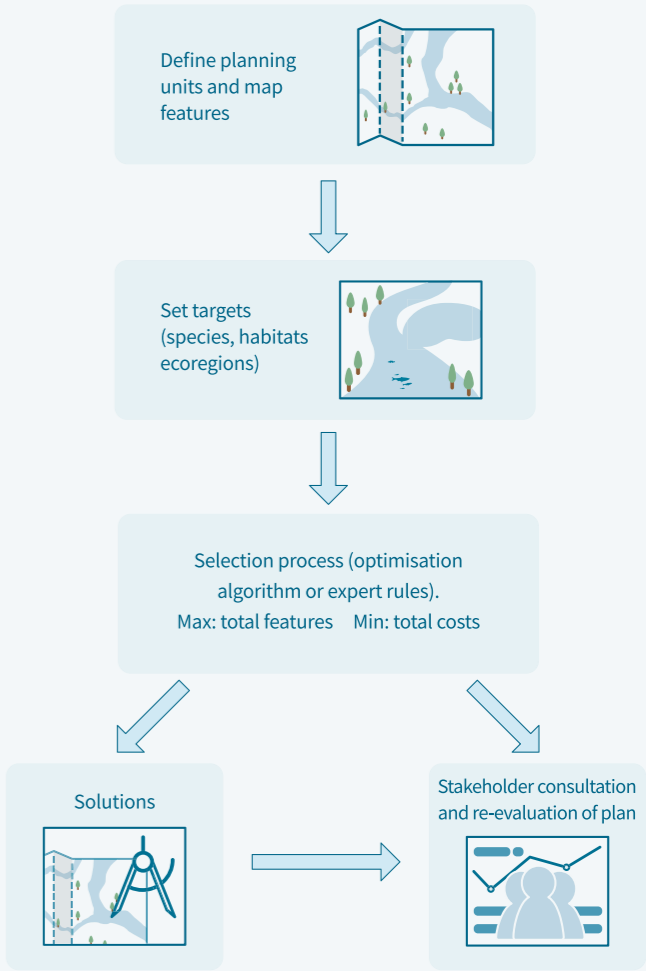 Define planning
units and map
features
Set targets
(species, habitats
ecoregions)
Selection process (optimisation
algorithm or expert rules).
Max: total features Min: total costs
Solutions
Stakeholder consultation
and re-evaluation of plan